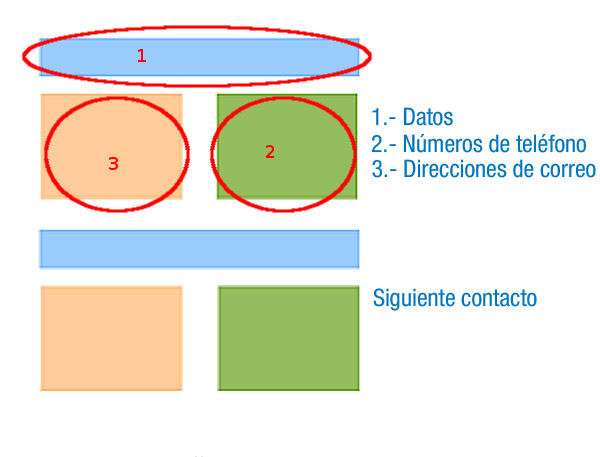 1
1.- Datos
2.- Números de teléfono
3.- Direcciones de correo
3
2
Siguiente contacto